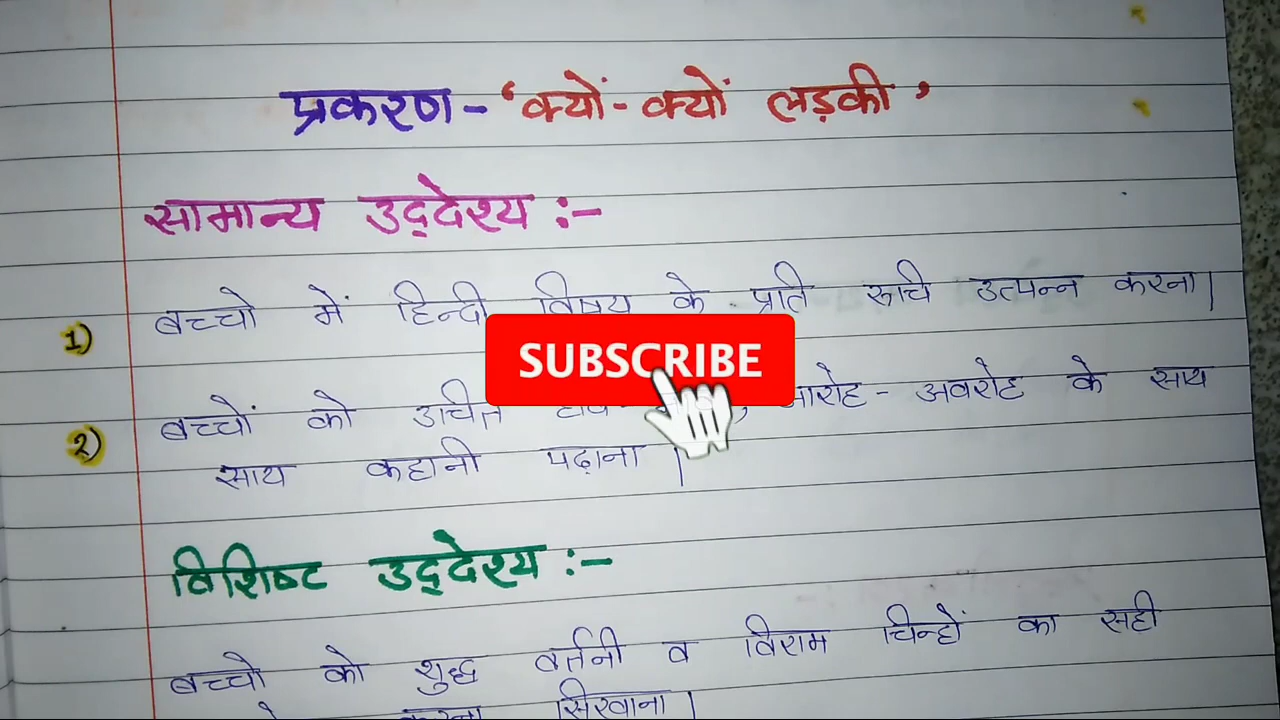 प्रकरण - 'क्यों - क्यों लड़की'
सामान्य उद्देश्य :-
1) बच्चो में हिन्दी विषय के प्रति रूचि उत्पन्न करना।
SUBSCRIBE
2) बच्चों को उचित आरोह - अवरोह के साथ
साथ कहानी पढ़ाना।
विशिष्ट उद्देश्य :-
बच्चो को शुद्ध वर्तनी व विराम चिन्हों का सही
करना सिखाना।